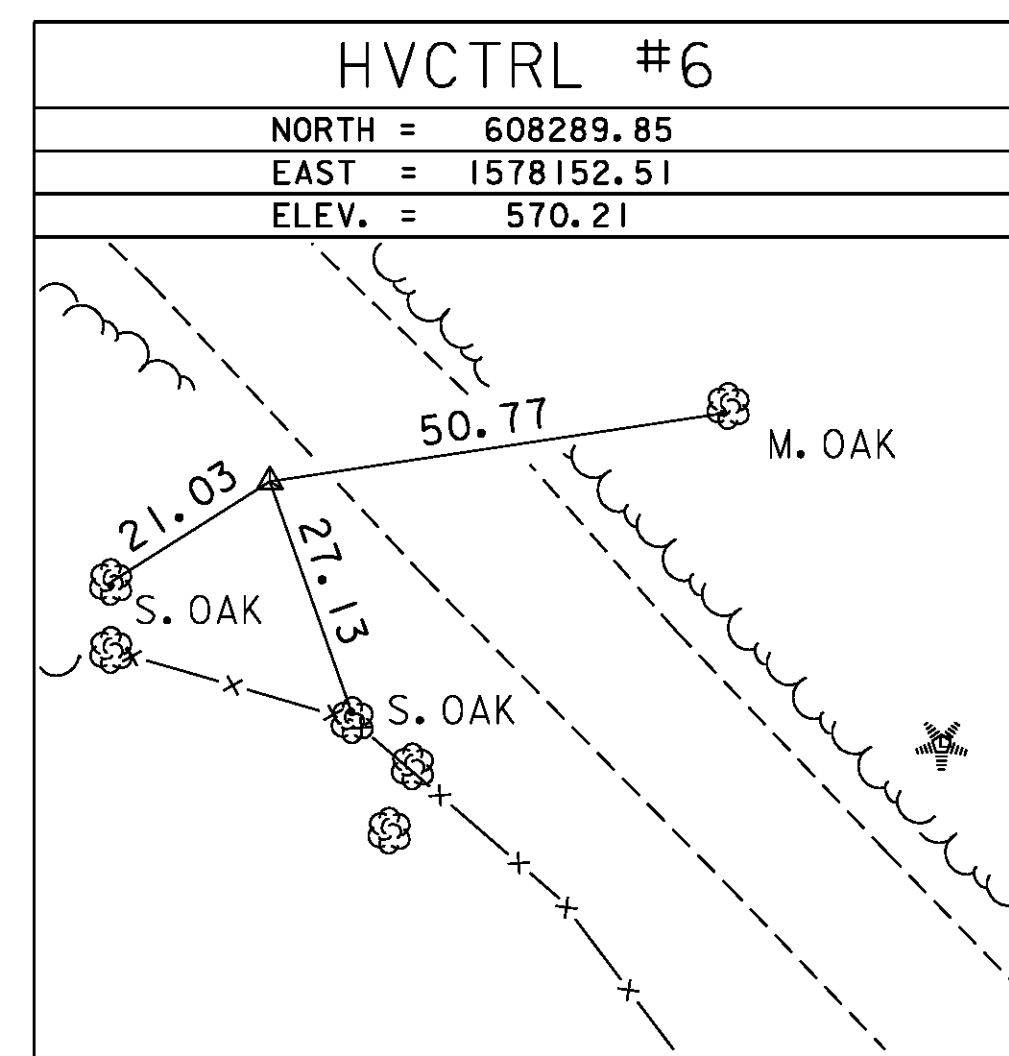 HVCTRL #6
NORTH = 608289.85
EAST = 1578152.51
ELEV. = 570.21
50.77
M. OAK
21.03
27.13
S. OAK
S. OAK
L